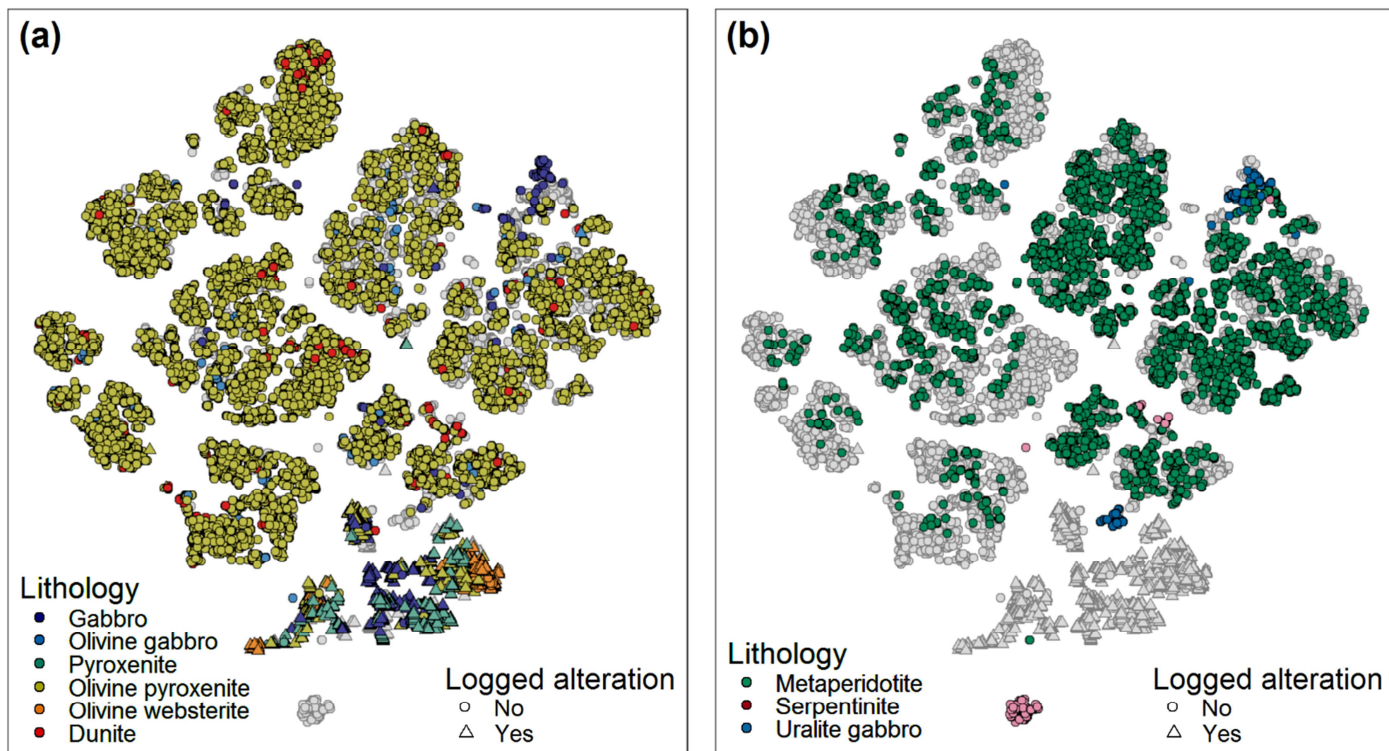 (a)
Lithology
Gabbro
Olivine gabbro
Pyroxenite
Olivine pyroxenite
Olivine websterite
Dunite
Logged alteration
No
Yes
(b)
Lithology
Metaperidotite
Serpentinite
Uralite gabbro
Logged alteration
No
Yes